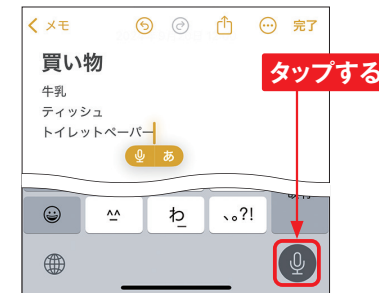 メモ
完了
買い物
タップする
牛乳
ティッシュ
トイレットペーパー
あ
^^
わ
、。?!